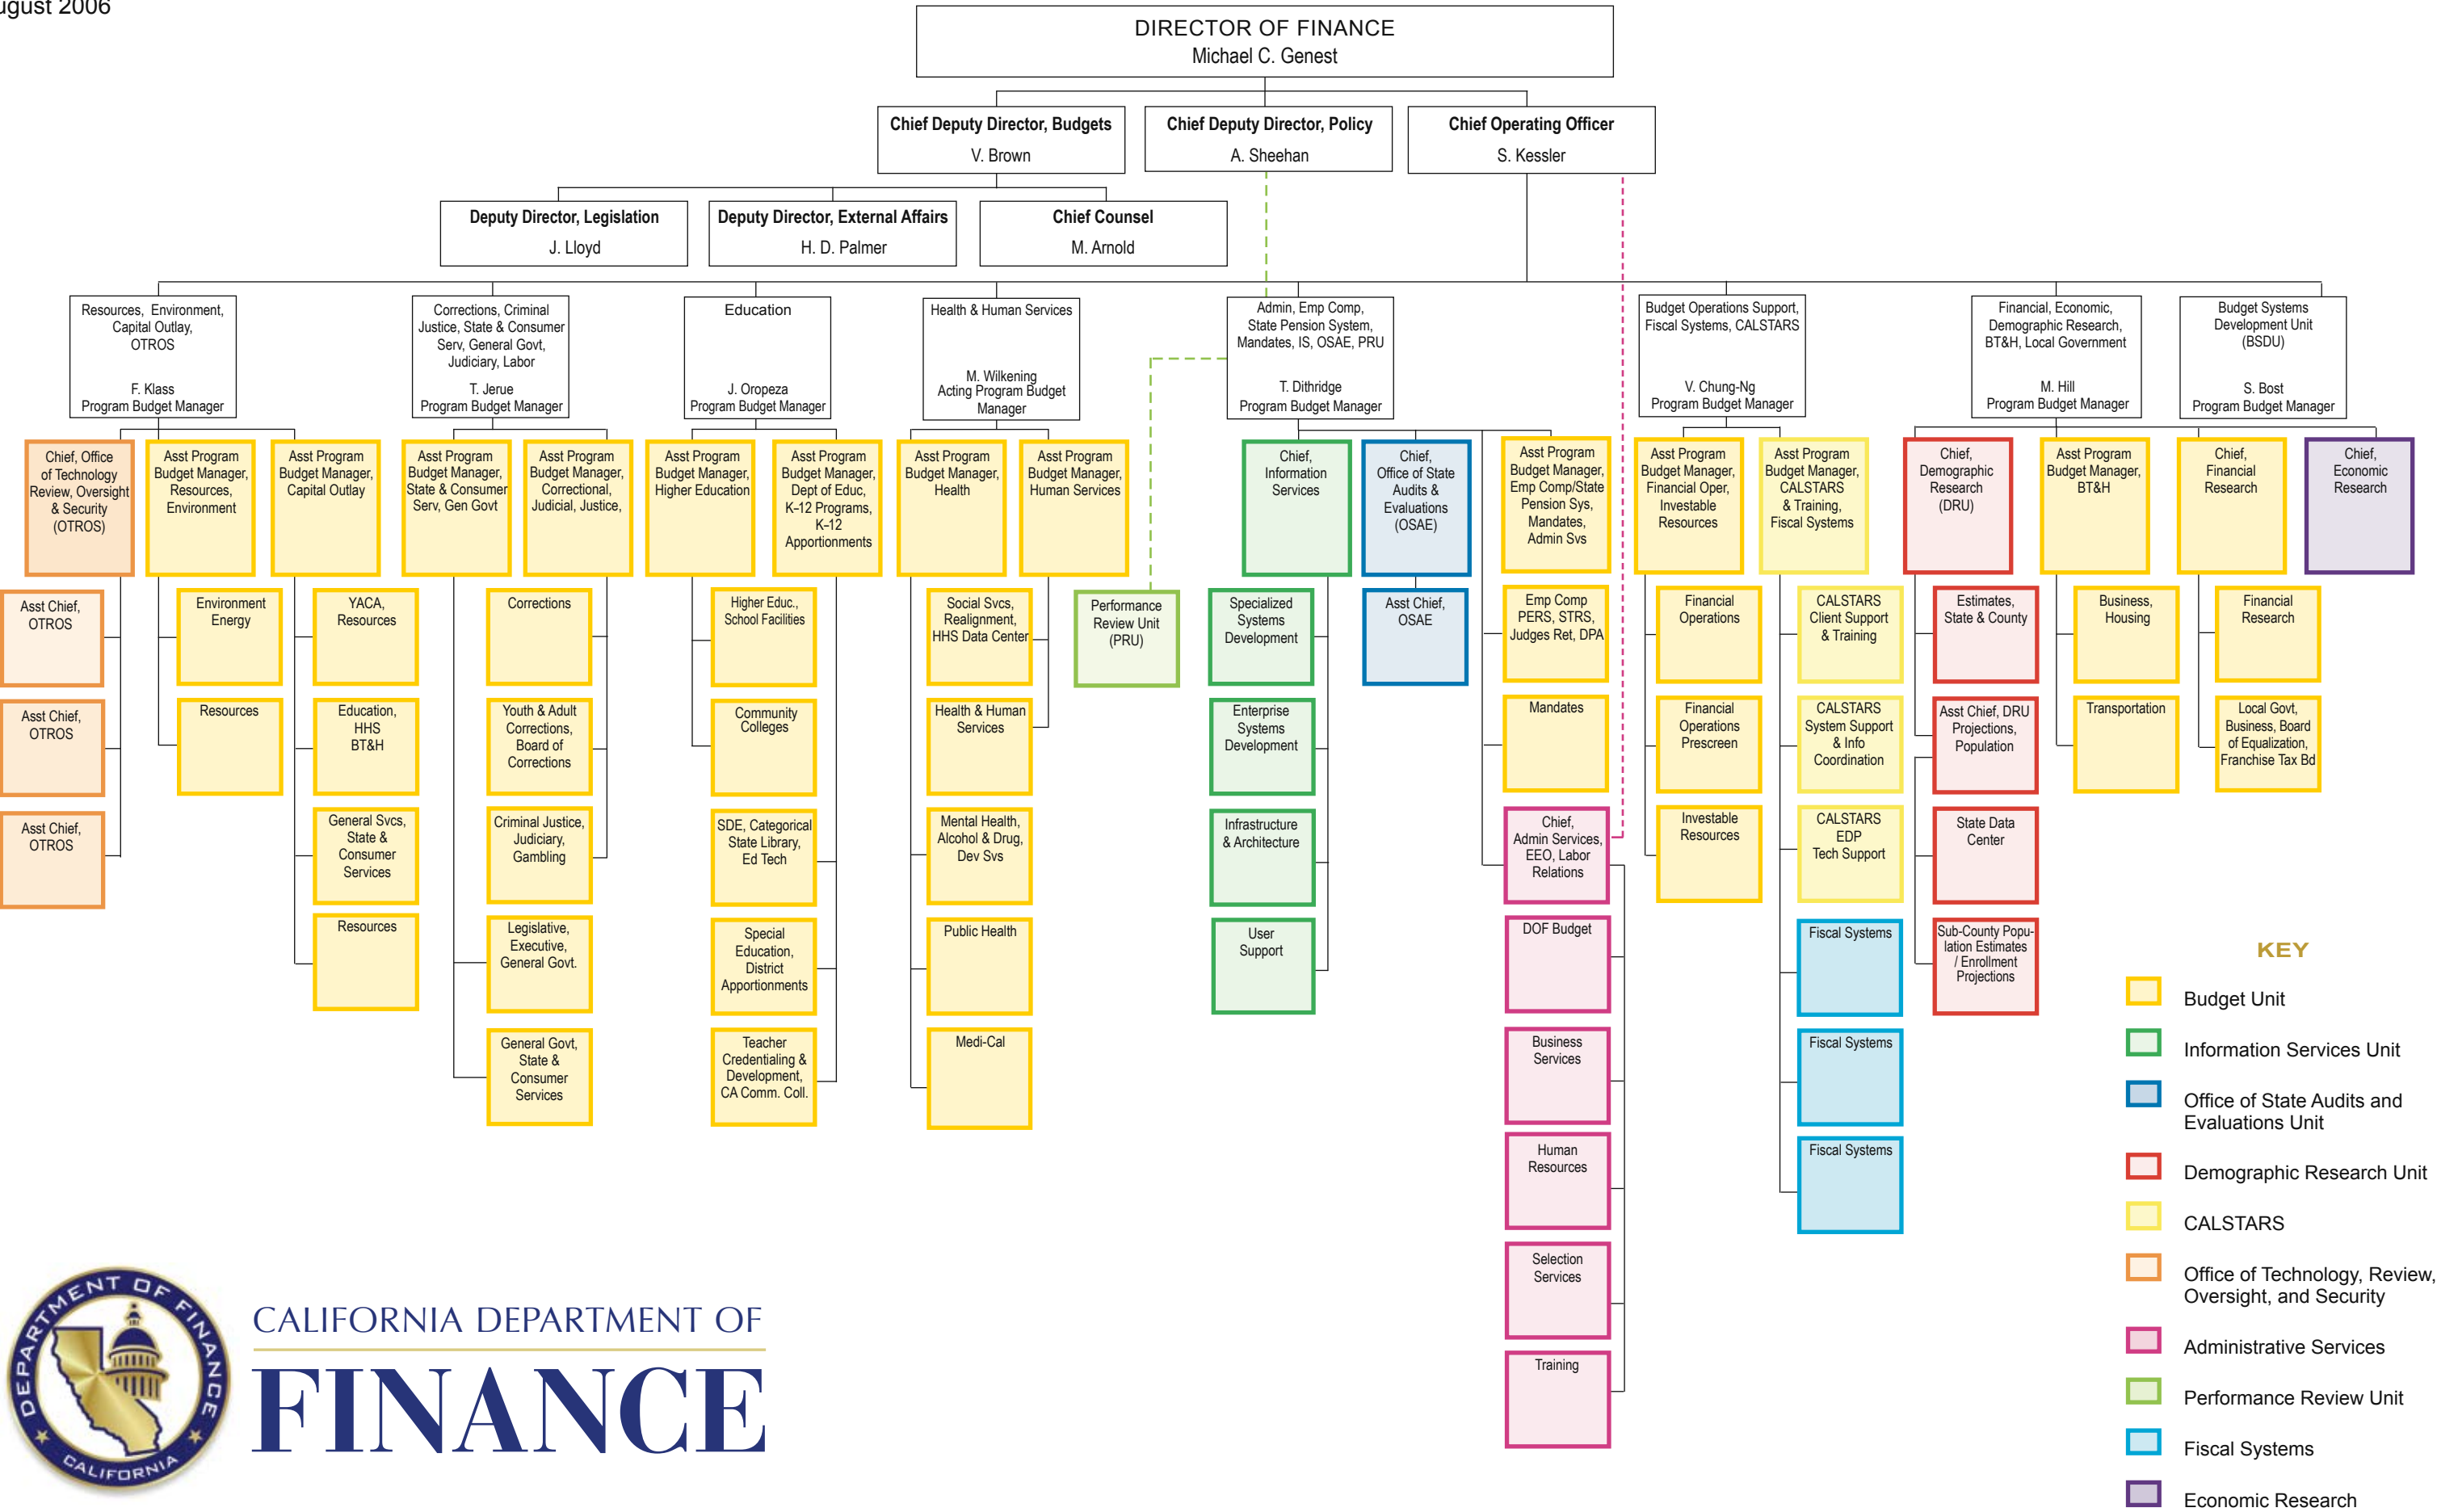 ugust 2006
DIRECTOR OF FINANCE
Michael C. Genest
Chief Deputy Director, Budgets
V. Brown
Chief Deputy Director, Policy
A. Sheehan
Chief Operating Officer
S. Kessler
Deputy Director, Legislation
J. Lloyd
Deputy Director, External Affairs
H. D. Palmer
Chief Counsel
M. Arnold
Resources, Environment,
Capital Outlay,
OTROS
F. Klass
Program Budget Manager
Corrections, Criminal
Justice, State & Consumer
Serv, General Govt,
Judiciary, Labor
T. Jerue
Program Budget Manager
Education
J. Oropeza
Program Budget Manager
Health & Human Services
M. Wilkening
Acting Program Budget
Manager
Admin, Emp Comp,
State Pension System,
Mandates, IS, OSAE, PRU
T. Dithridge
Program Budget Manager
Budget Operations Support,
Fiscal Systems, CALSTARS
V. Chung-Ng
Program Budget Manager
Financial, Economic,
Demographic Research,
BT&H, Local Government
M. Hill
Program Budget Manager
Budget Systems
Development Unit
(BSDU)
S. Bost
Program Budget Manager
Chief, Office
of Technology
Review, Oversight
& Security
(OTROS)
Asst Program
Budget Manager,
Resources,
Environment
Asst Program
Budget Manager,
Capital Outlay
Asst Program
Budget Manager,
State & Consumer
Serv, Gen Govt
Asst Program
Budget Manager,
Correctional,
Judicial, Justice,
Asst Program
Budget Manager,
Higher Education
Asst Program
Budget Manager,
Dept of Educ,
K–12 Programs,
K–12
Apportionments
Asst Program
Budget Manager,
Health
Asst Program
Budget Manager,
Human Services
Chief,
Information
Services
Chief,
Office of State
Audits &
Evaluations
(OSAE)
Asst Program
Budget Manager,
Emp Comp/State
Pension Sys,
Mandates,
Admin Svs
Asst Program
Budget Manager,
Financial Oper,
Investable
Resources
Asst Program
Budget Manager,
CALSTARS
& Training,
Fiscal Systems
Chief,
Demographic
Research
(DRU)
Asst Program
Budget Manager,
BT&H
Chief,
Financial
Research
Chief,
Economic
Research
Asst Chief,
OTROS
Asst Chief,
OTROS
Asst Chief,
OTROS
Environment
Energy
Resources
YACA,
Resources
Education,
HHS
BT&H
General Svcs,
State &
Consumer
Services
Resources
Corrections
Youth & Adult
Corrections,
Board of
Corrections
Criminal Justice,
Judiciary,
Gambling
Legislative,
Executive,
General Govt.
General Govt,
State &
Consumer
Services
Higher Educ.,
School Facilities
Community
Colleges
SDE, Categorical
State Library,
Ed Tech
Special
Education,
District
Apportionments
Teacher
Credentialing &
Development,
CA Comm. Coll.
Social Svcs,
Realignment,
HHS Data Center
Health & Human
Services
Mental Health,
Alcohol & Drug,
Dev Svs
Public Health
Medi-Cal
Performance
Review Unit
(PRU)
Specialized
Systems
Development
Enterprise
Systems
Development
Infrastructure
& Architecture
User
Support
Asst Chief,
OSAE
Emp Comp
PERS, STRS,
Judges Ret, DPA
Mandates
Chief,
Admin Services,
EEO, Labor
Relations
DOF Budget
Business
Services
Human
Resources
Selection
Services
Training
Financial
Operations
Financial
Operations
Prescreen
Investable
Resources
CALSTARS
Client Support
& Training
CALSTARS
System Support
& Info
Coordination
CALSTARS
EDP
Tech Support
Fiscal Systems
Fiscal Systems
Fiscal Systems
Estimates,
State & County
Asst Chief, DRU
Projections,
Population
State Data
Center
Sub-County Popu-
lation Estimates
/ Enrollment
Projections
Business,
Housing
Transportation
Financial
Research
Local Govt,
Business, Board
of Equalization,
Franchise Tax Bd
KEY
Budget Unit
Information Services Unit
Office of State Audits and
Evaluations Unit
Demographic Research Unit
CALSTARS
Office of Technology, Review,
Oversight, and Security
Administrative Services
Performance Review Unit
Fiscal Systems
Economic Research
DEPARTMENT OF FINANCE
CALIFORNIA
CALIFORNIA DEPARTMENT OF
FINANCE